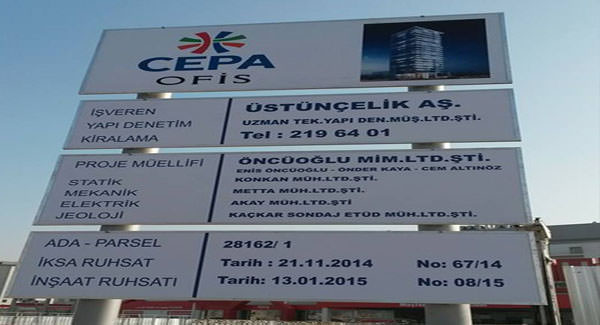 CEPA
OFİS
İŞVEREN ÜSTÜNÇELİK AŞ.
YAPI DENETİM UZMAN TEK.YAPI DEN.MÜŞ.LTD.ŞTİ.
KİRALAMA Tel : 219 64 01
PROJE MÜELLİFİ ÖNCÜOĞLU MİM.LTD.ŞTİ.
ENİS ÖNCÜOĞLU - ÖNDER KAYA - CEM ALTINÖZ
STATİK KONKAN MÜH.LTD.ŞTİ.
MEKANİK METTA MÜH.LTD.ŞTİ.
ELEKTRİK AKAY MÜH.LTD.ŞTİ
JEOLOJİ KAÇKAR SONDAJ ETÜD MÜH.LTD.ŞTİ.
ADA - PARSEL 28162/ 1
İKSA RUHSAT Tarih : 21.11.2014 No: 67/14
İNŞAAT RUHSATI Tarih: 13.01.2015 No: 08/15